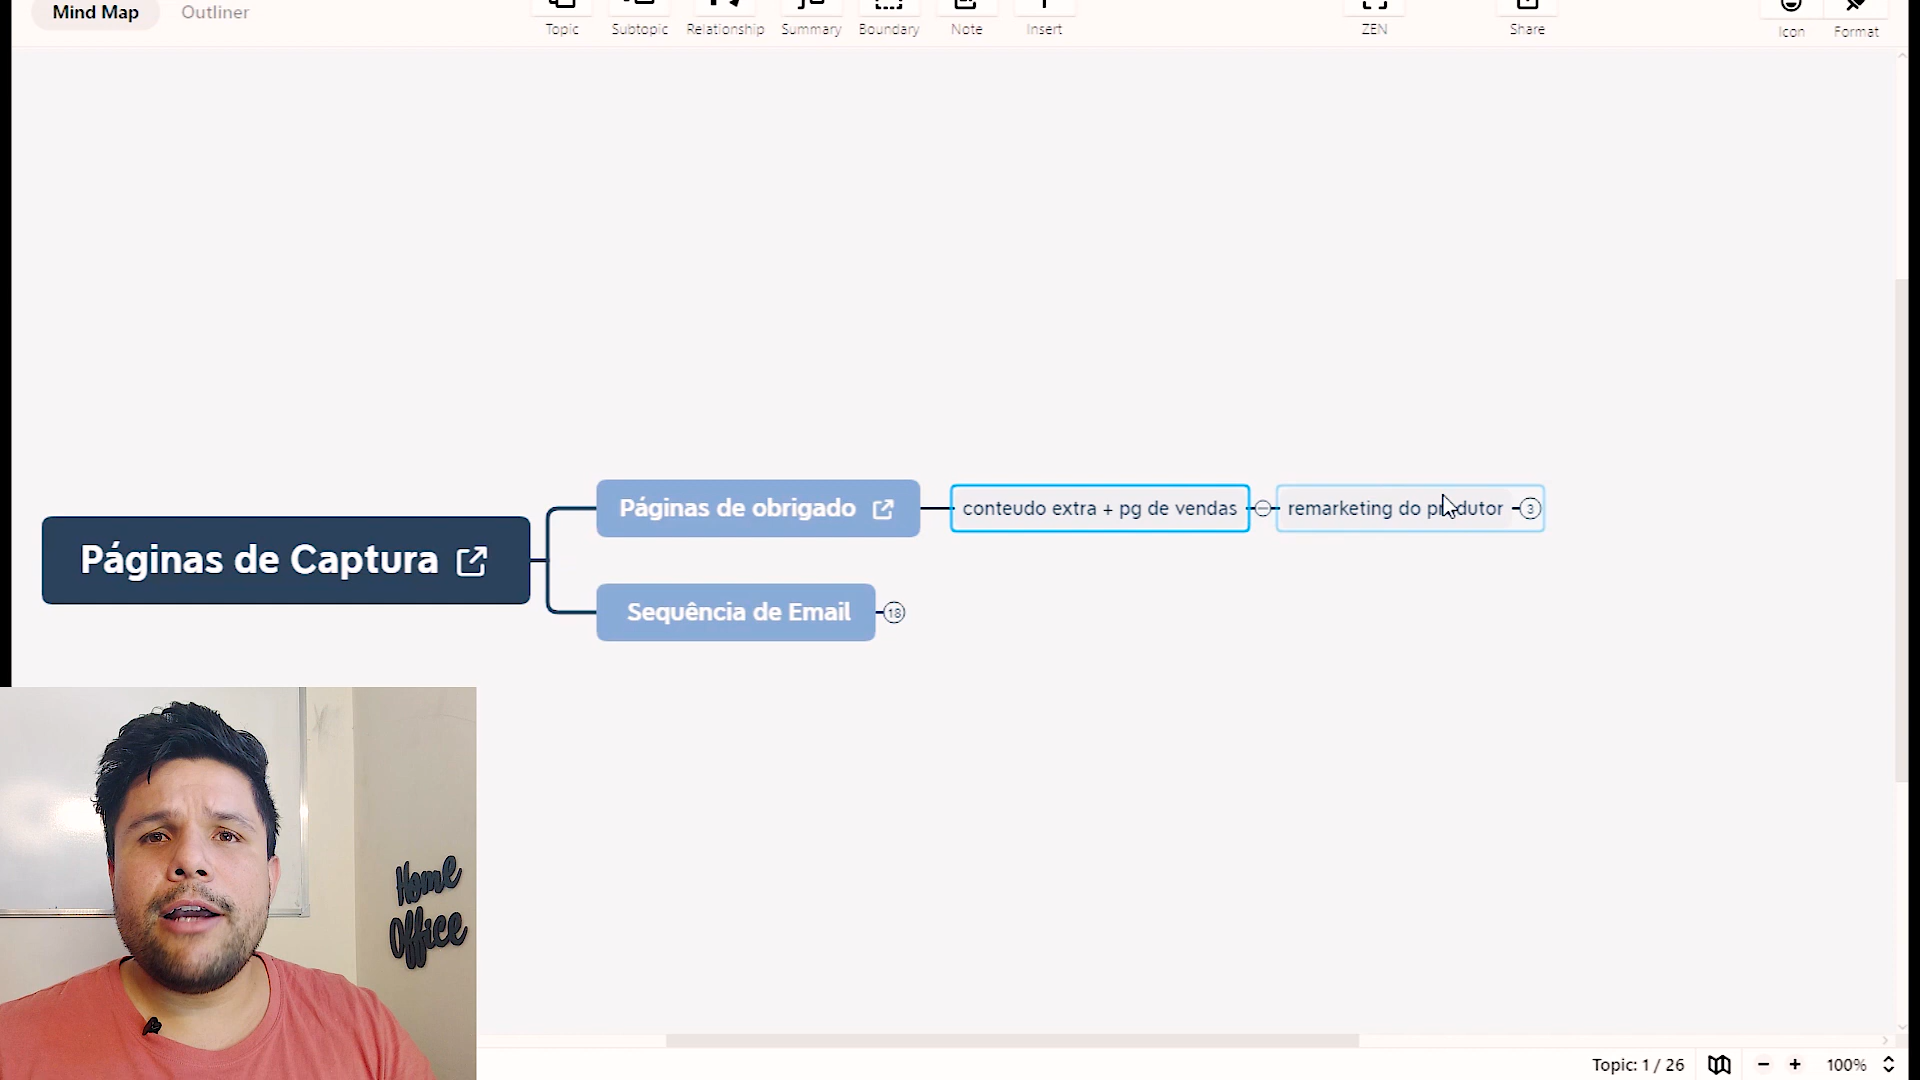 Mind Map
Outliner
Topic
Subtopic
Relationship
Summary
Boundary
Note
Insert
ZEN
Share
Icon
Format
Páginas de Captura
Páginas de obrigado
conteudo extra + pg de vendas
remarketing do produtor
3
Sequência de Email
18
Home
Office
Topic: 1 / 26
100%